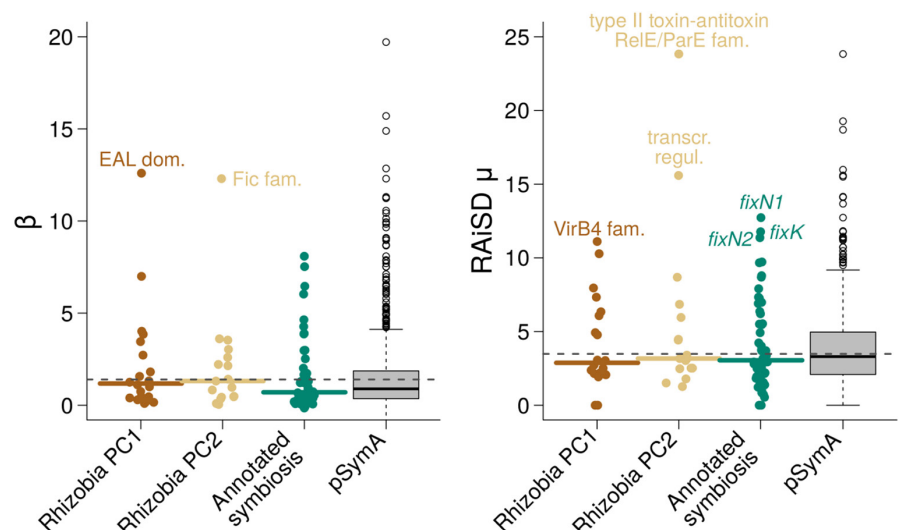 β
20
15
10
5
0
EAL dom.
Fic fam.
Rhizobia PC1
Rhizobia PC2
Annotated
symbiosis
pSymA
RAiSD μ
25
20
15
10
5
0
type II toxin-antitoxin
RelE/ParE fam.
transcr.
regul.
VirB4 fam.
fixN1
fixN2
fixK
Rhizobia PC1
Rhizobia PC2
Annotated
symbiosis
pSymA